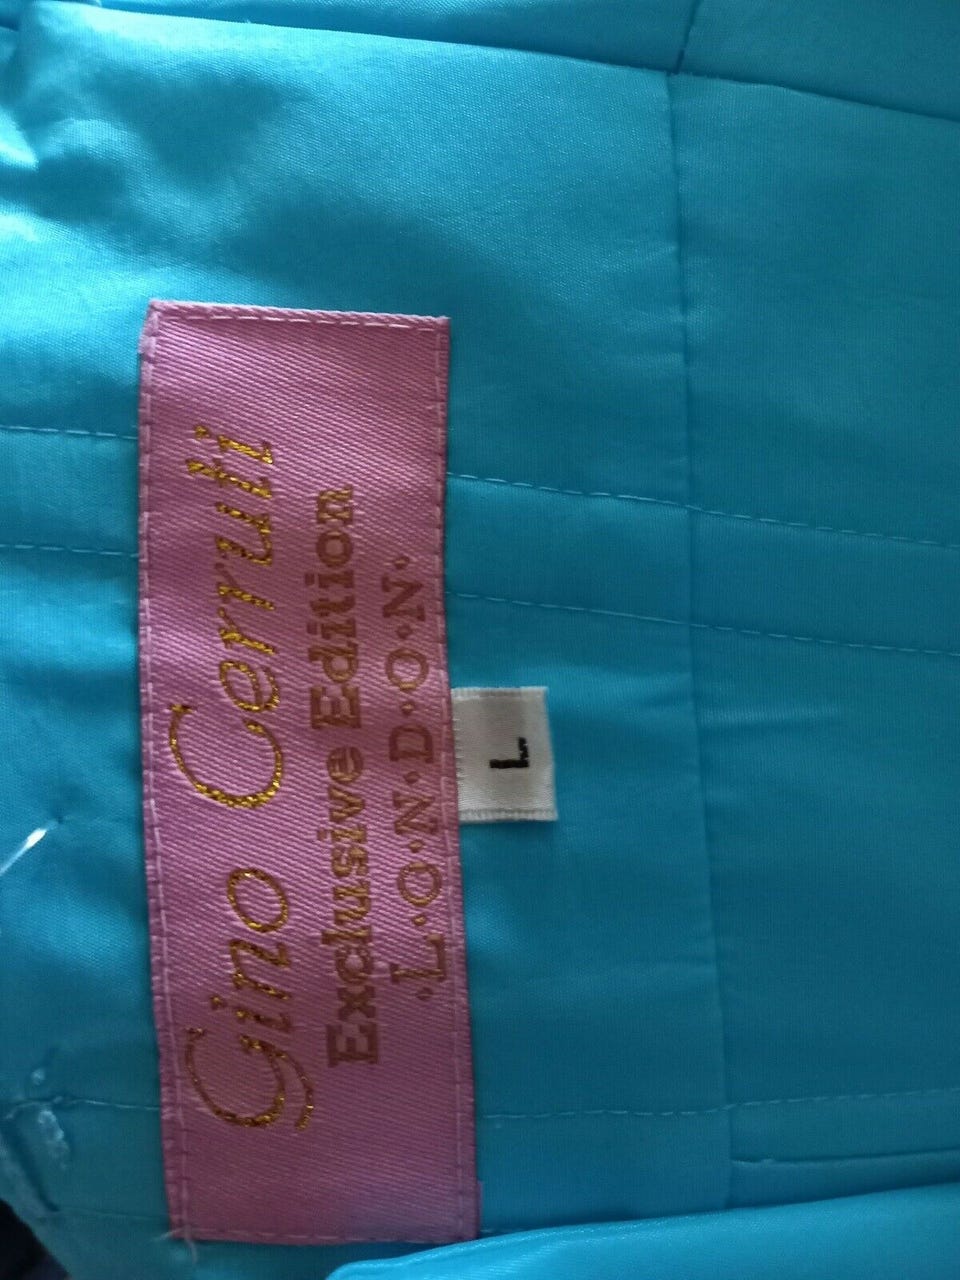 Gino Cerruti
Exclusive Edition
·L·O·N·D·O·N·
L